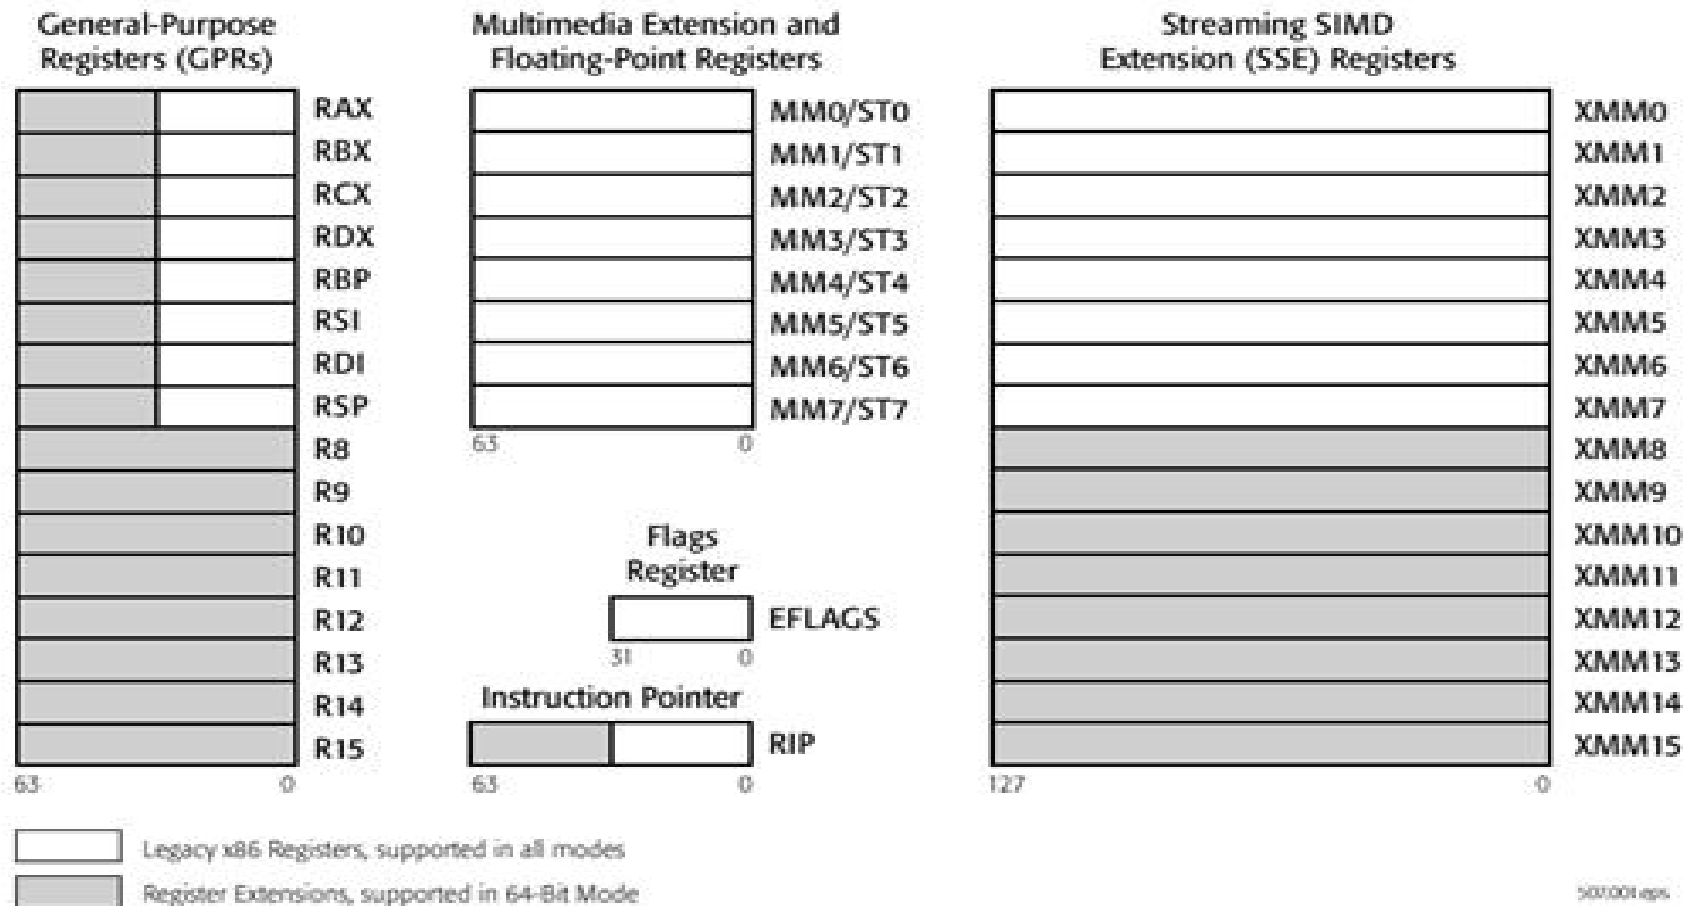 General-Purpose
Registers (GPRs)
RAX
RBX
RCX
RDX
RBP
RSI
RDI
RSP
R8
R9
R10
R11
R12
R13
R14
R15
63 0
Multimedia Extension and
Floating-Point Registers
MM0/ST0
MM1/ST1
MM2/ST2
MM3/ST3
MM4/ST4
MM5/ST5
MM6/ST6
MM7/ST7
63 0
Flags
Register
EFLAGS
31 0
Instruction Pointer
RIP
63 0
Streaming SIMD
Extension (SSE) Registers
XMM0
XMM1
XMM2
XMM3
XMM4
XMM5
XMM6
XMM7
XMM8
XMM9
XMM10
XMM11
XMM12
XMM13
XMM14
XMM15
127 0
Legacy x86 Registers, supported in all modes
Register Extensions, supported in 64-Bit Mode